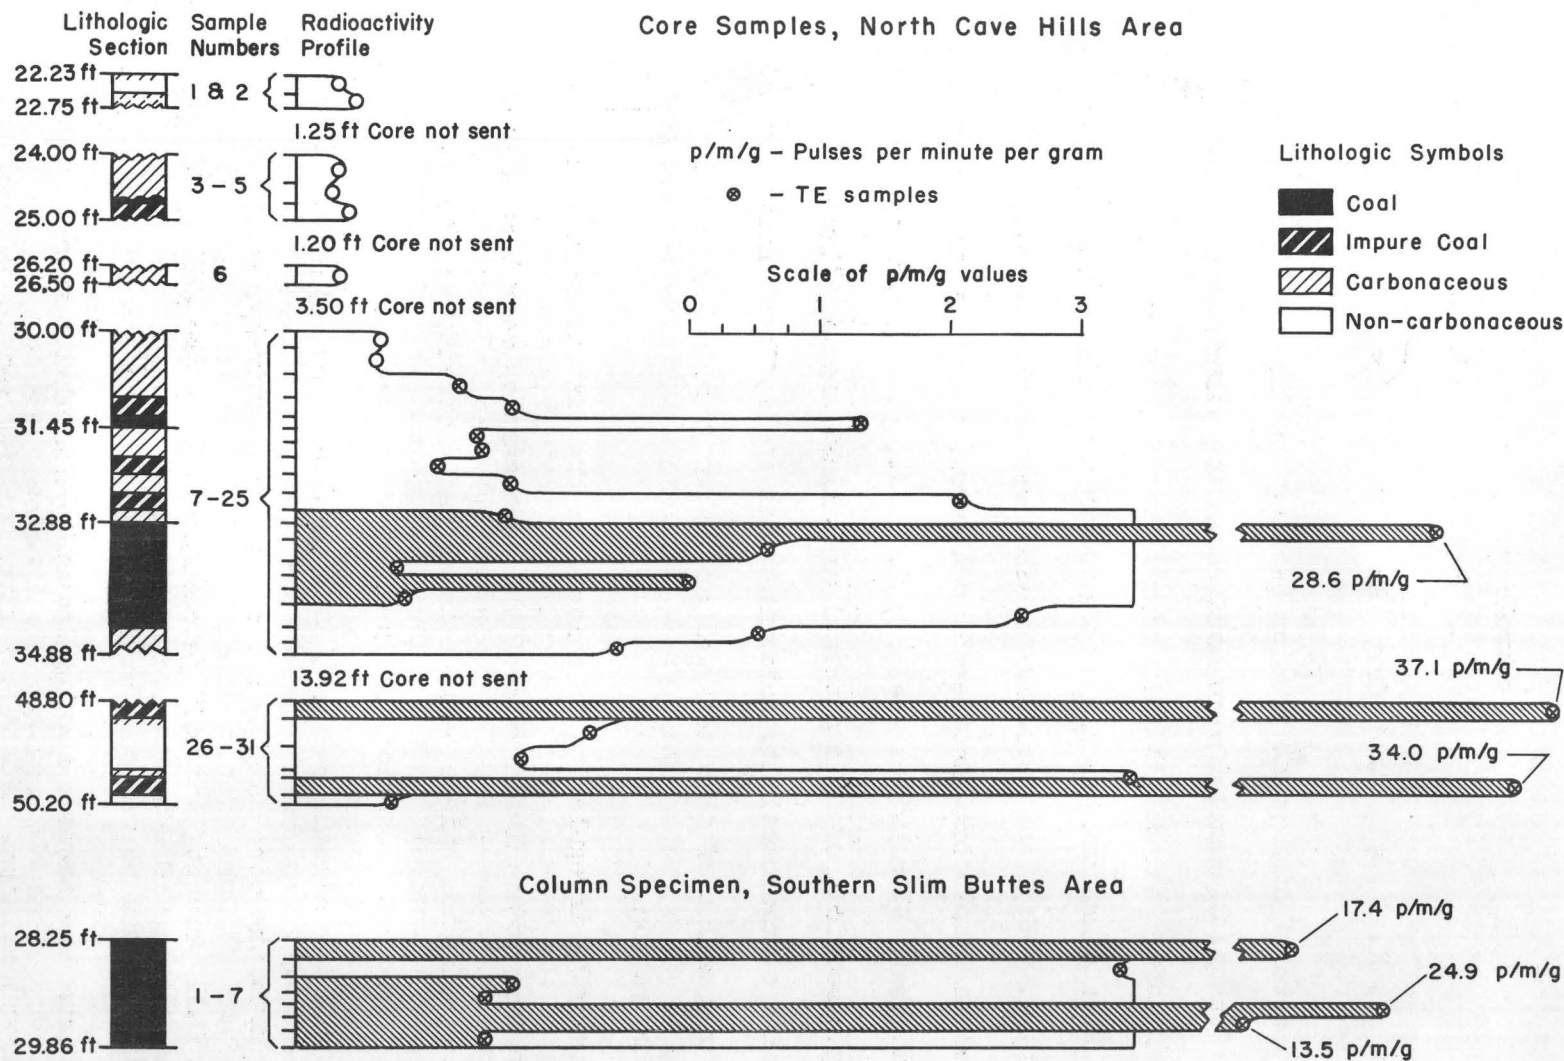 Core Samples, North Cave Hills Area
Lithologic Section
Sample Numbers
Radioactivity Profile
22.23 ft
1 & 2
22.75 ft
1.25 ft Core not sent
24.00 ft
3 - 5
25.00 ft
1.20 ft Core not sent
26.20 ft
6
26.50 ft
3.50 ft Core not sent
30.00 ft
31.45 ft
7-25
32.88 ft
34.88 ft
13.92 ft Core not sent
48.80 ft
26-31
50.20 ft
p/m/g – Pulses per minute per gram
⊗ – TE samples
Scale of p/m/g values
0 1 2 3
Lithologic Symbols
Coal
Impure Coal
Carbonaceous
Non-carbonaceous
28.6 p/m/g
37.1 p/m/g
34.0 p/m/g
Column Specimen, Southern Slim Buttes Area
28.25 ft
1-7
29.86 ft
17.4 p/m/g
24.9 p/m/g
13.5 p/m/g